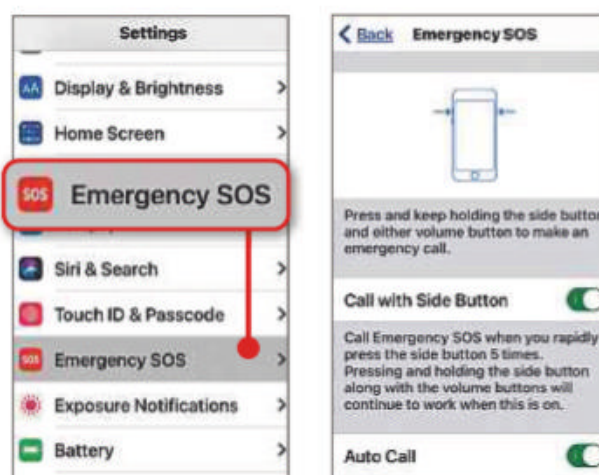 Settings
AA Display & Brightness
Home Screen
SOS Emergency SOS
Siri & Search
Touch ID & Passcode
SOS Emergency SOS
Exposure Notifications
Battery
Back Emergency SOS
Press and keep holding the side button
and either volume button to make an
emergency call.
Call with Side Button
Call Emergency SOS when you rapidly
press the side button 5 times.
Pressing and holding the side button
along with the volume buttons will
continue to work when this is on.
Auto Call